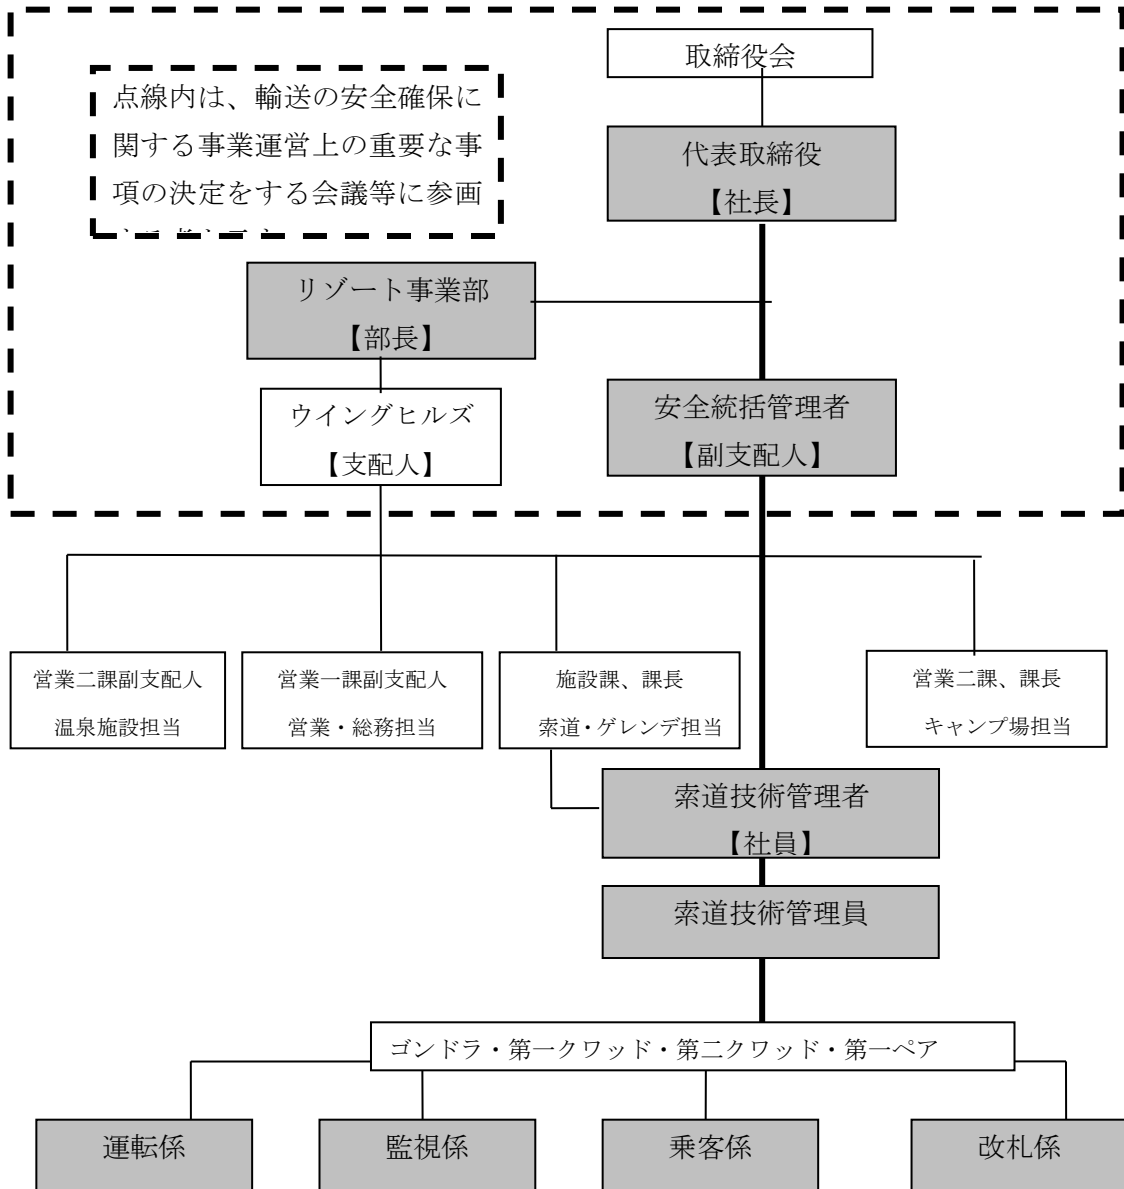 取締役会
点線内は、輸送の安全確保に
関する事業運営上の重要な事
項の決定をする会議等に参画
代表取締役
【社長】
リゾート事業部
【部長】
ウイングヒルズ
【支配人】
安全統括管理者
【副支配人】
営業二課副支配人
温泉施設担当
営業一課副支配人
営業・総務担当
施設課、課長
索道・ゲレンデ担当
営業二課、課長
キャンプ場担当
索道技術管理者
【社員】
索道技術管理員
ゴンドラ・第一クワッド・第二クワッド・第一ペア
運転係
監視係
乗客係
改札係